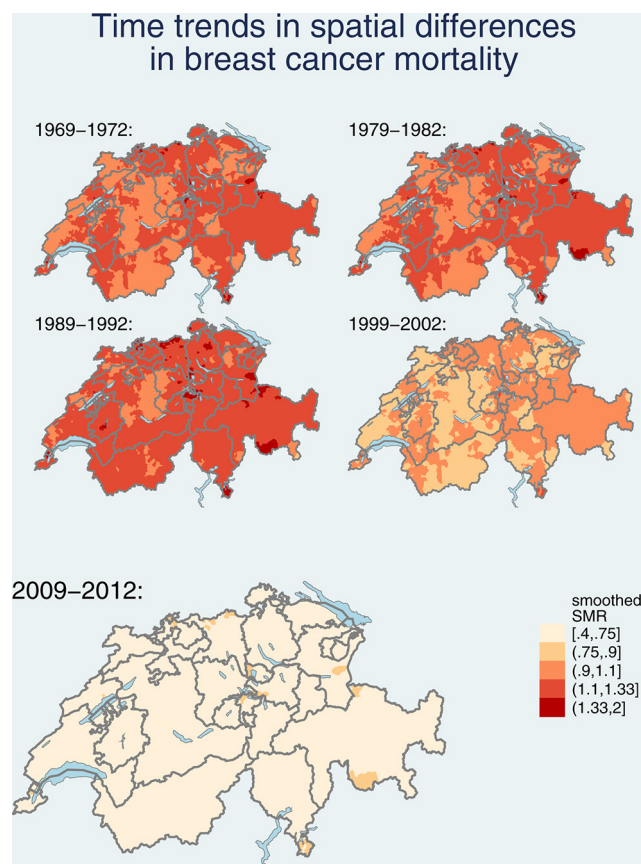 Time trends in spatial differences
in breast cancer mortality
1969−1972:
1979−1982:
1989−1992:
1999−2002:
2009−2012:
smoothed
SMR
[.4,.75]
(.75,.9]
(.9,1.1]
(1.1,1.33]
(1.33,2]